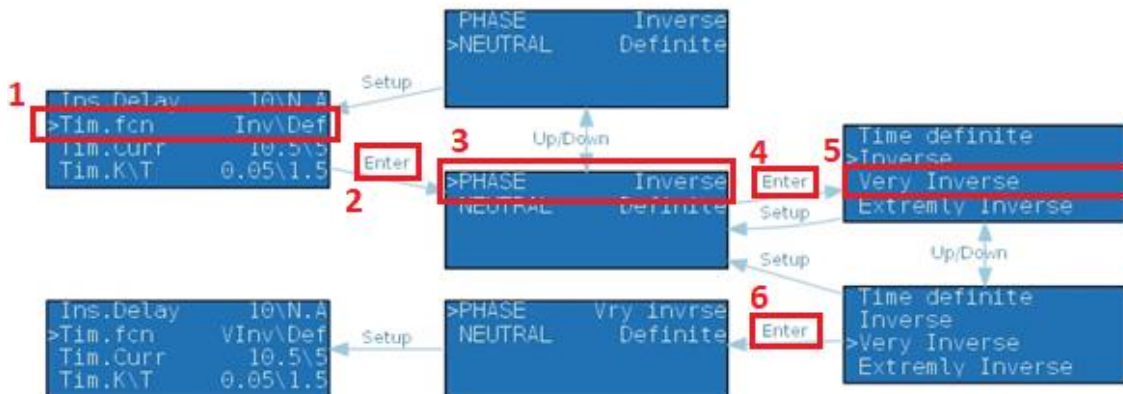 PHASE Inverse
>NEUTRAL Definite
Setup
1
Ins.Delay 10\N.A
>Tim.fcn Inv\Def
Tim.Curr 10.5\5
Tim.K\T 0.05\1.5
Enter
2
Up/Down
3
>PHASE Inverse
NEUTRAL Definite
4
Enter
Setup
5
Time definite
>Inverse
Very Inverse
Extremly Inverse
Up/Down
Setup
Ins.Delay 10\N.A
>Tim.fcn VInv\Def
Tim.Curr 10.5\5
Tim.K\T 0.05\1.5
Setup
>PHASE Vry invrse
NEUTRAL Definite
6
Enter
Time definite
Inverse
>Very Inverse
Extremly Inverse